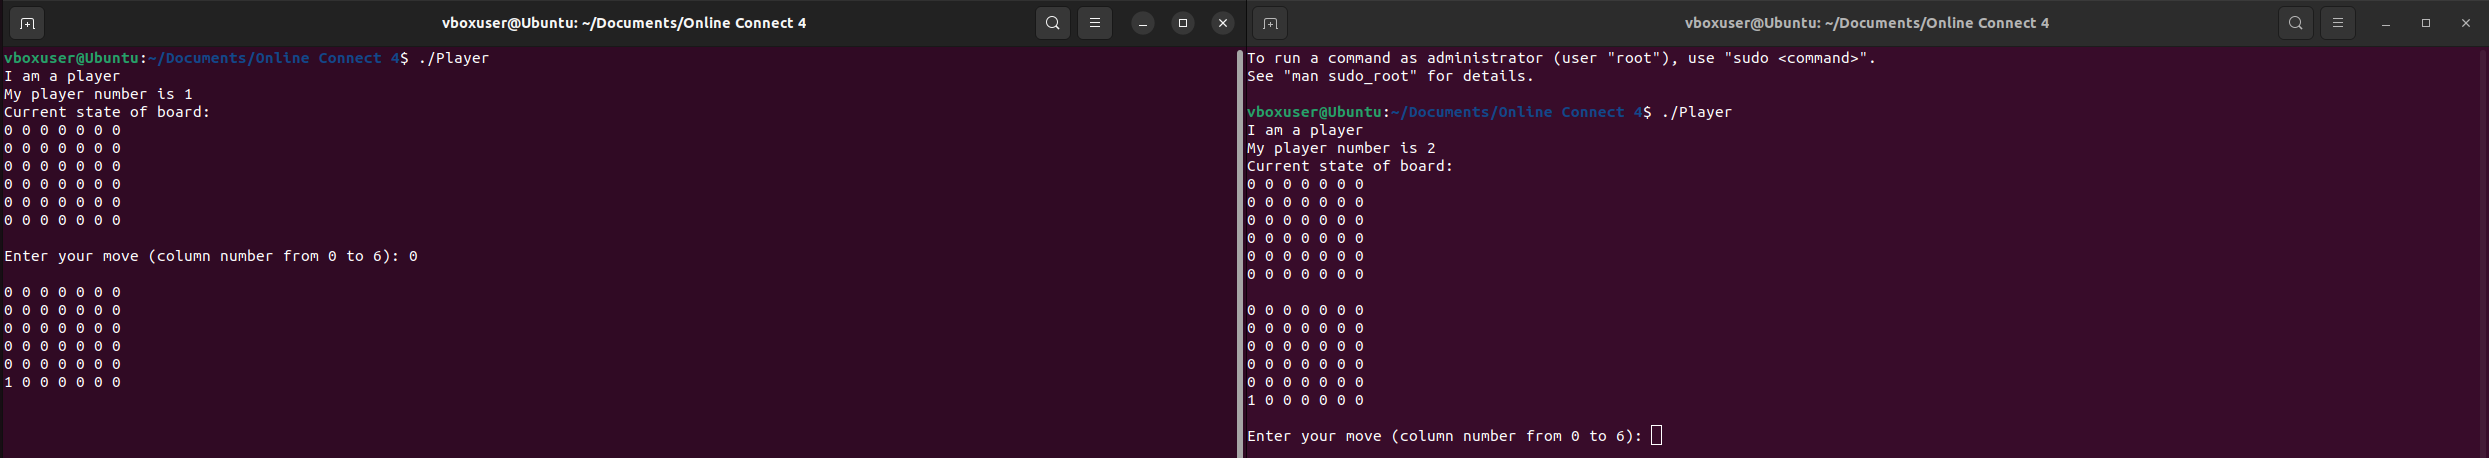 vboxuser@Ubuntu: ~/Documents/Online Connect 4
vboxuser@Ubuntu:~/Documents/Online Connect 4$ ./Player
I am a player
My player number is 1
Current state of board:
0 0 0 0 0 0 0
0 0 0 0 0 0 0
0 0 0 0 0 0 0
0 0 0 0 0 0 0
0 0 0 0 0 0 0
0 0 0 0 0 0 0
Enter your move (column number from 0 to 6): 0
0 0 0 0 0 0 0
0 0 0 0 0 0 0
0 0 0 0 0 0 0
0 0 0 0 0 0 0
0 0 0 0 0 0 0
1 0 0 0 0 0 0
vboxuser@Ubuntu: ~/Documents/Online Connect 4
To run a command as administrator (user "root"), use "sudo <command>".
See "man sudo_root" for details.
vboxuser@Ubuntu:~/Documents/Online Connect 4$ ./Player
I am a player
My player number is 2
Current state of board:
0 0 0 0 0 0 0
0 0 0 0 0 0 0
0 0 0 0 0 0 0
0 0 0 0 0 0 0
0 0 0 0 0 0 0
0 0 0 0 0 0 0
0 0 0 0 0 0 0
0 0 0 0 0 0 0
0 0 0 0 0 0 0
0 0 0 0 0 0 0
0 0 0 0 0 0 0
1 0 0 0 0 0 0
Enter your move (column number from 0 to 6):